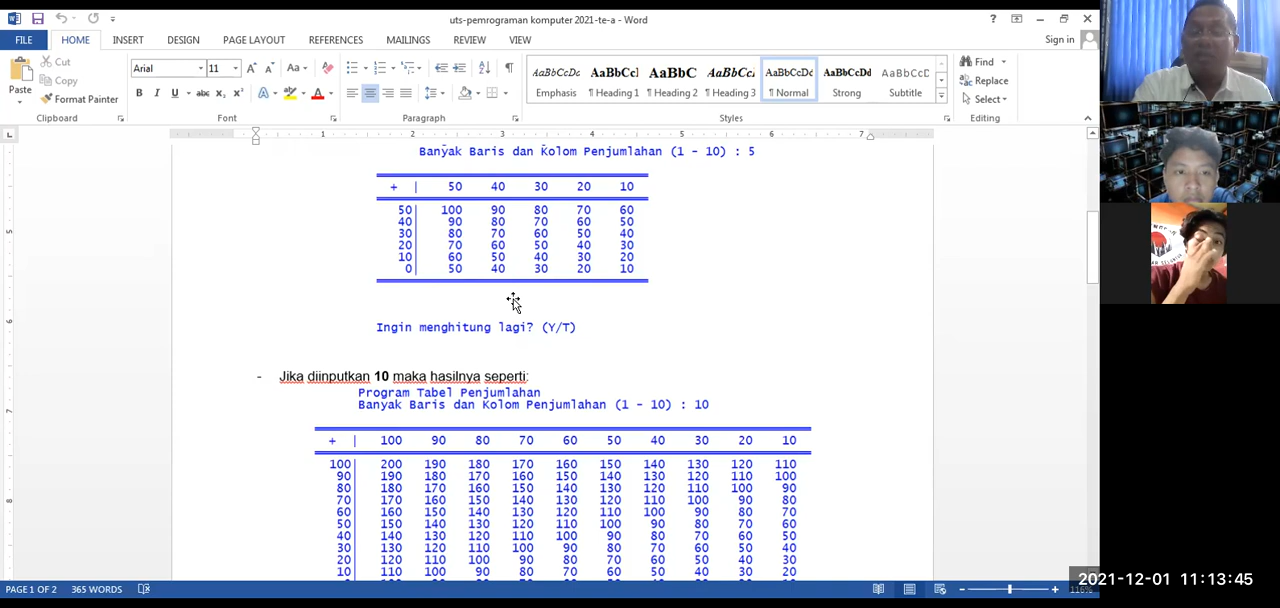 uts-pemrograman komputer 2021-te-a - Word
FILE HOME INSERT DESIGN PAGE LAYOUT REFERENCES MAILINGS REVIEW VIEW Sign in
Paste
Cut
Copy
Format Painter
Clipboard
Arial 11
Font
Paragraph
AaBbCcDc Emphasis
AaBbCcl ¶ Heading 1
AaBbC ¶ Heading 2
AaBbCcl ¶ Heading 3
AaBbCcDc ¶ Normal
AaBbCcDd Strong
AaBbCcDc Subtitle
Styles
Find
Replace
Select
Editing
1 2 3 4 5 6 7
Banyak Baris dan Kolom Penjumlahan (1 - 10) : 5
+ | 50 40 30 20 10
50 100 90 80 70 60
40 90 80 70 60 50
30 80 70 60 50 40
20 70 60 50 40 30
10 60 50 40 30 20
0 50 40 30 20 10
Ingin menghitung lagi? (Y/T)
- Jika diinputkan 10 maka hasilnya seperti:
Program Tabel Penjumlahan
Banyak Baris dan Kolom Penjumlahan (1 - 10) : 10
+ | 100 90 80 70 60 50 40 30 20 10
100 200 190 180 170 160 150 140 130 120 110
90 190 180 170 160 150 140 130 120 110 100
80 180 170 160 150 140 130 120 110 100 90
70 170 160 150 140 130 120 110 100 90 80
60 160 150 140 130 120 110 100 90 80 70
50 150 140 130 120 110 100 90 80 70 60
40 140 130 120 110 100 90 80 70 60 50
30 130 120 110 100 90 80 70 60 50 40
20 120 110 100 90 80 70 60 50 40 30
10 110 100 90 80 70 60 50 40 30 20
PAGE 1 OF 2 365 WORDS 116%
2021-12-01 11:13:45